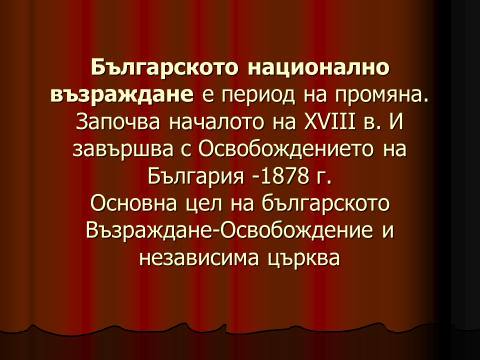 Българското национално
възраждане е период на промяна.
Започва началото на XVIII в. И
завършва с Освобождението на
България -1878 г.
Основна цел на българското
Възраждане-Освобождение и
независима църква